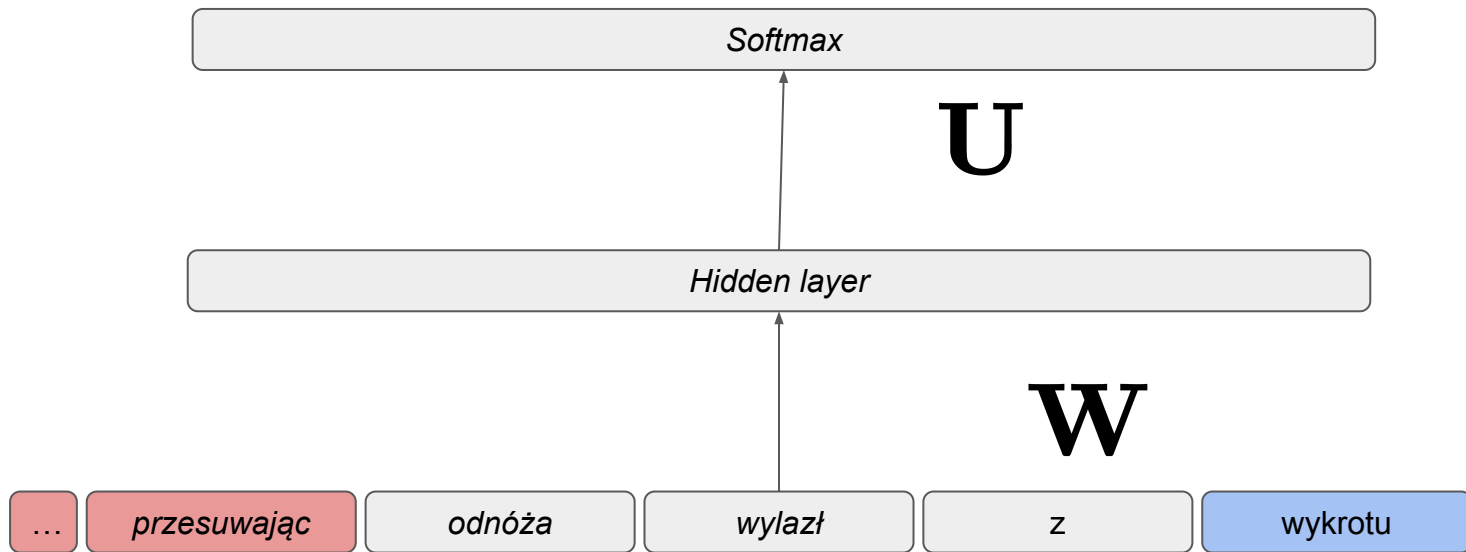 Softmax
U
Hidden layer
W
… przesuwając odnóża wylazł z wykrotu